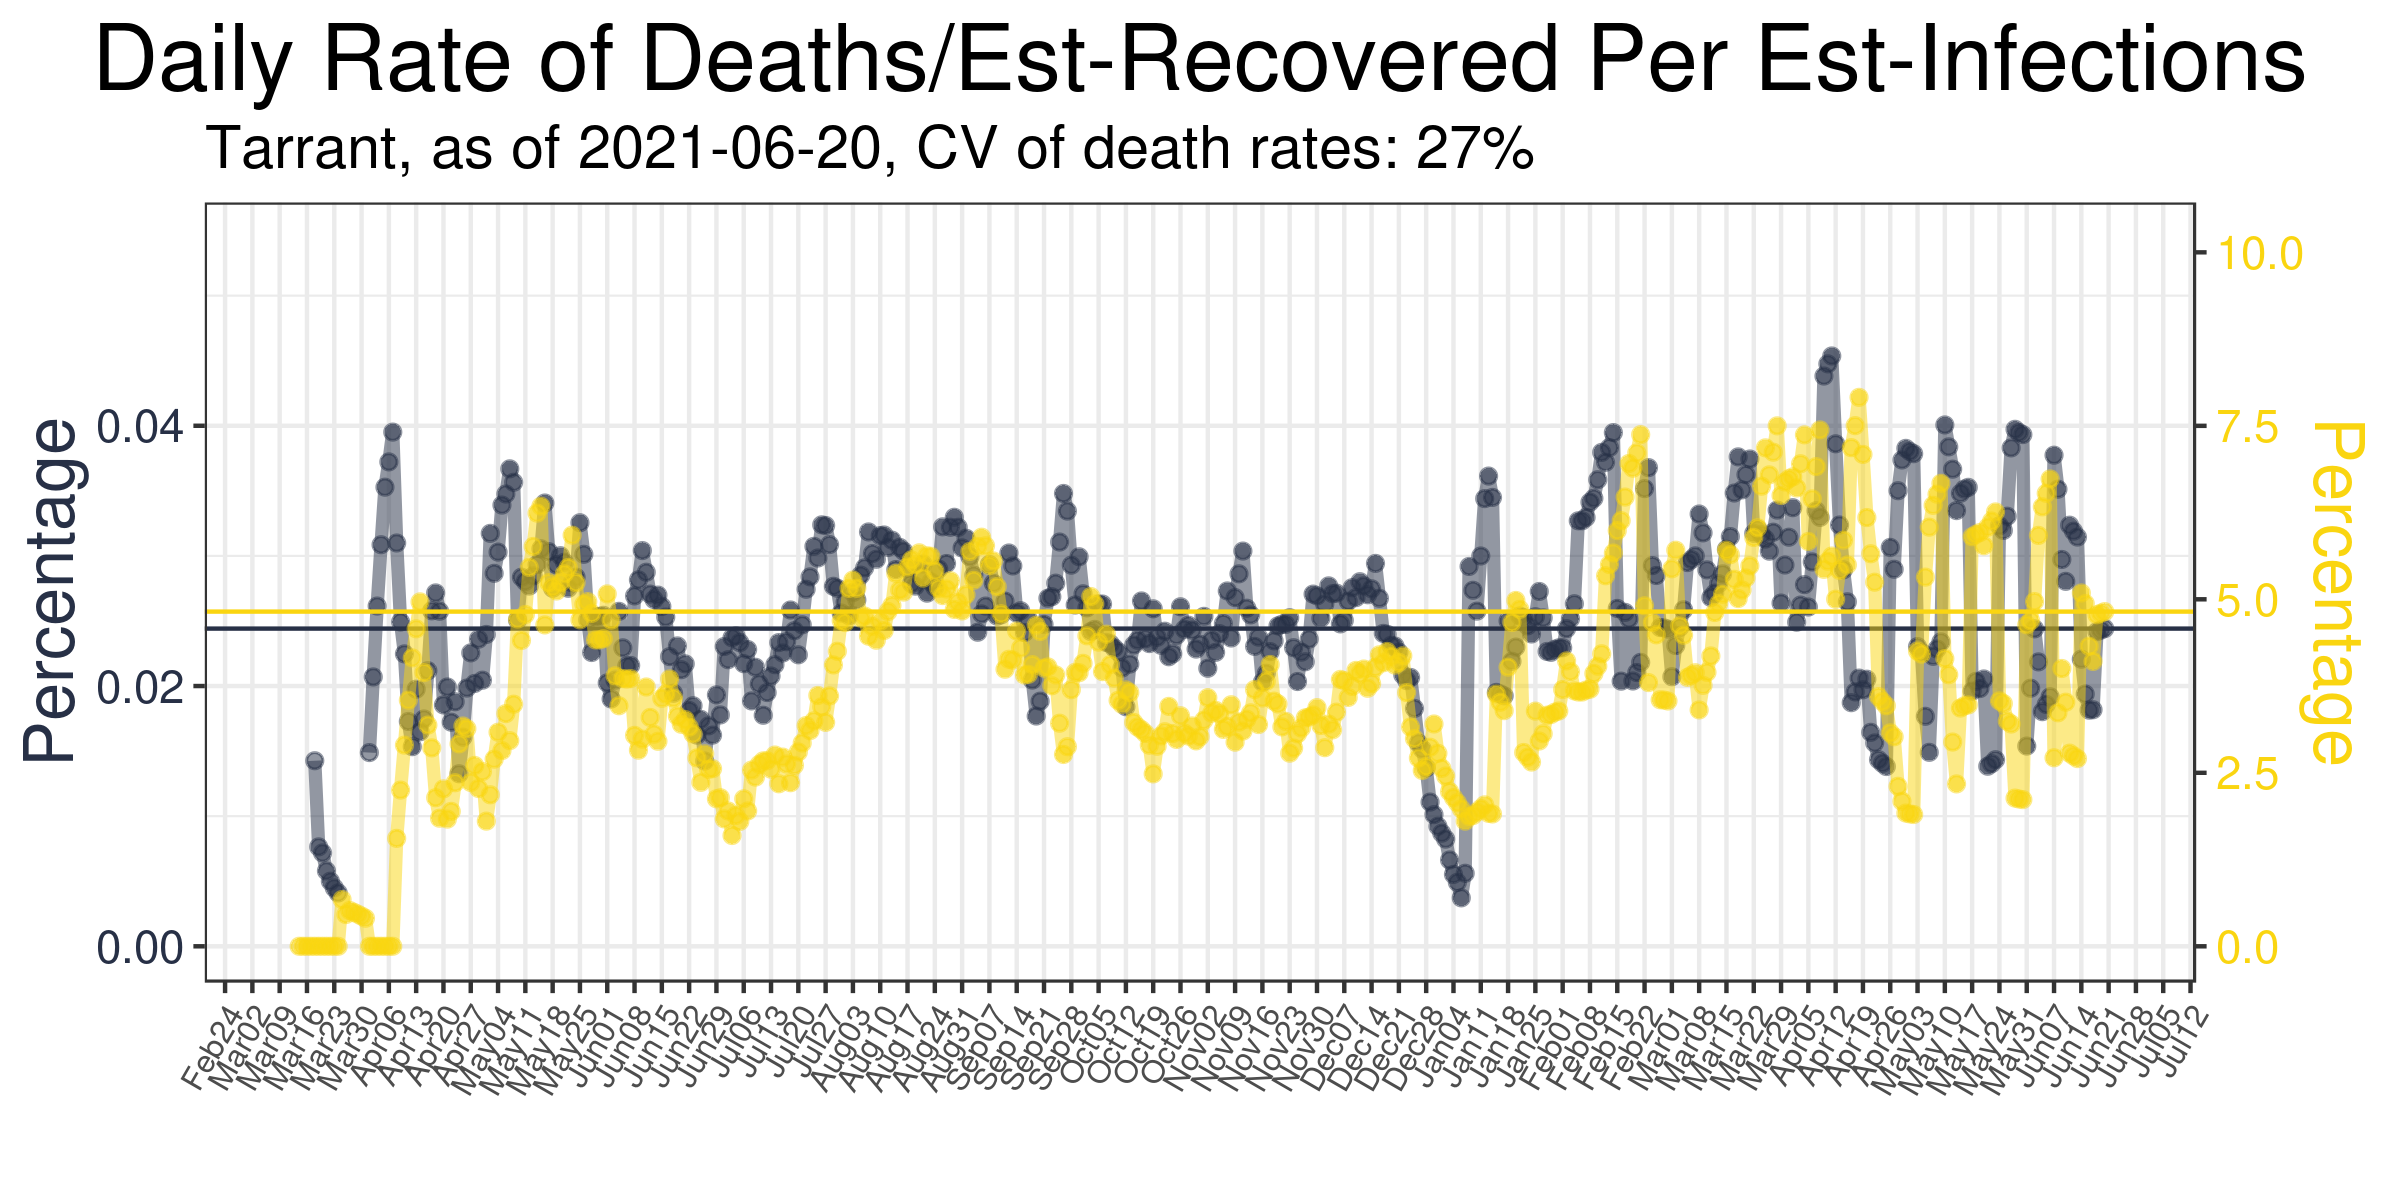 Daily Rate of Deaths/Est-Recovered Per Est-Infections
Tarrant, as of 2021-06-20, CV of death rates: 27%
Percentage
0.04
0.02
0.00
10.0
7.5
5.0
2.5
0.0
Percentage
Feb24
Mar02
Mar09
Mar16
Mar23
Mar30
Apr06
Apr13
Apr20
Apr27
May04
May11
May18
May25
Jun01
Jun08
Jun15
Jun22
Jun29
Jul06
Jul13
Jul20
Jul27
Aug03
Aug10
Aug17
Aug24
Aug31
Sep07
Sep14
Sep21
Sep28
Oct05
Oct12
Oct19
Oct26
Nov02
Nov09
Nov16
Nov23
Nov30
Dec07
Dec14
Dec21
Dec28
Jan04
Jan11
Jan18
Jan25
Feb01
Feb08
Feb15
Feb22
Mar01
Mar08
Mar15
Mar22
Mar29
Apr05
Apr12
Apr19
Apr26
May03
May10
May17
May24
May31
Jun07
Jun14
Jun21
Jun28
Jul05
Jul12